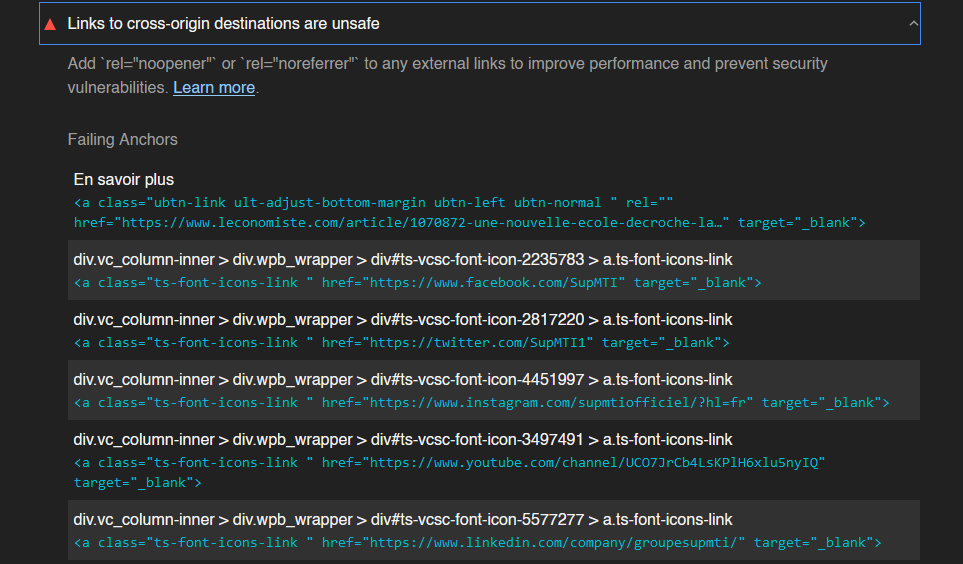 Links to cross-origin destinations are unsafe
Add `rel="noopener"` or `rel="noreferrer"` to any external links to improve performance and prevent security
vulnerabilities. Learn more.
Failing Anchors
En savoir plus
<a class="ubtn-link ult-adjust-bottom-margin ubtn-left ubtn-normal " rel=""
href="https://www.leconomiste.com/article/1070872-une-nouvelle-ecole-decroche-la…" target="_blank">
div.vc_column-inner > div.wpb_wrapper > div#ts-vcsc-font-icon-2235783 > a.ts-font-icons-link
<a class="ts-font-icons-link " href="https://www.facebook.com/SupMTI" target="_blank">
div.vc_column-inner > div.wpb_wrapper > div#ts-vcsc-font-icon-2817220 > a.ts-font-icons-link
<a class="ts-font-icons-link " href="https://twitter.com/SupMTI1" target="_blank">
div.vc_column-inner > div.wpb_wrapper > div#ts-vcsc-font-icon-4451997 > a.ts-font-icons-link
<a class="ts-font-icons-link " href="https://www.instagram.com/supmtiofficiel/?hl=fr" target="_blank">
div.vc_column-inner > div.wpb_wrapper > div#ts-vcsc-font-icon-3497491 > a.ts-font-icons-link
<a class="ts-font-icons-link " href="https://www.youtube.com/channel/UCO7JrCb4LsKPlH6xlu5nyIQ"
target="_blank">
div.vc_column-inner > div.wpb_wrapper > div#ts-vcsc-font-icon-5577277 > a.ts-font-icons-link
<a class="ts-font-icons-link " href="https://www.linkedin.com/company/groupesupmti/" target="_blank">